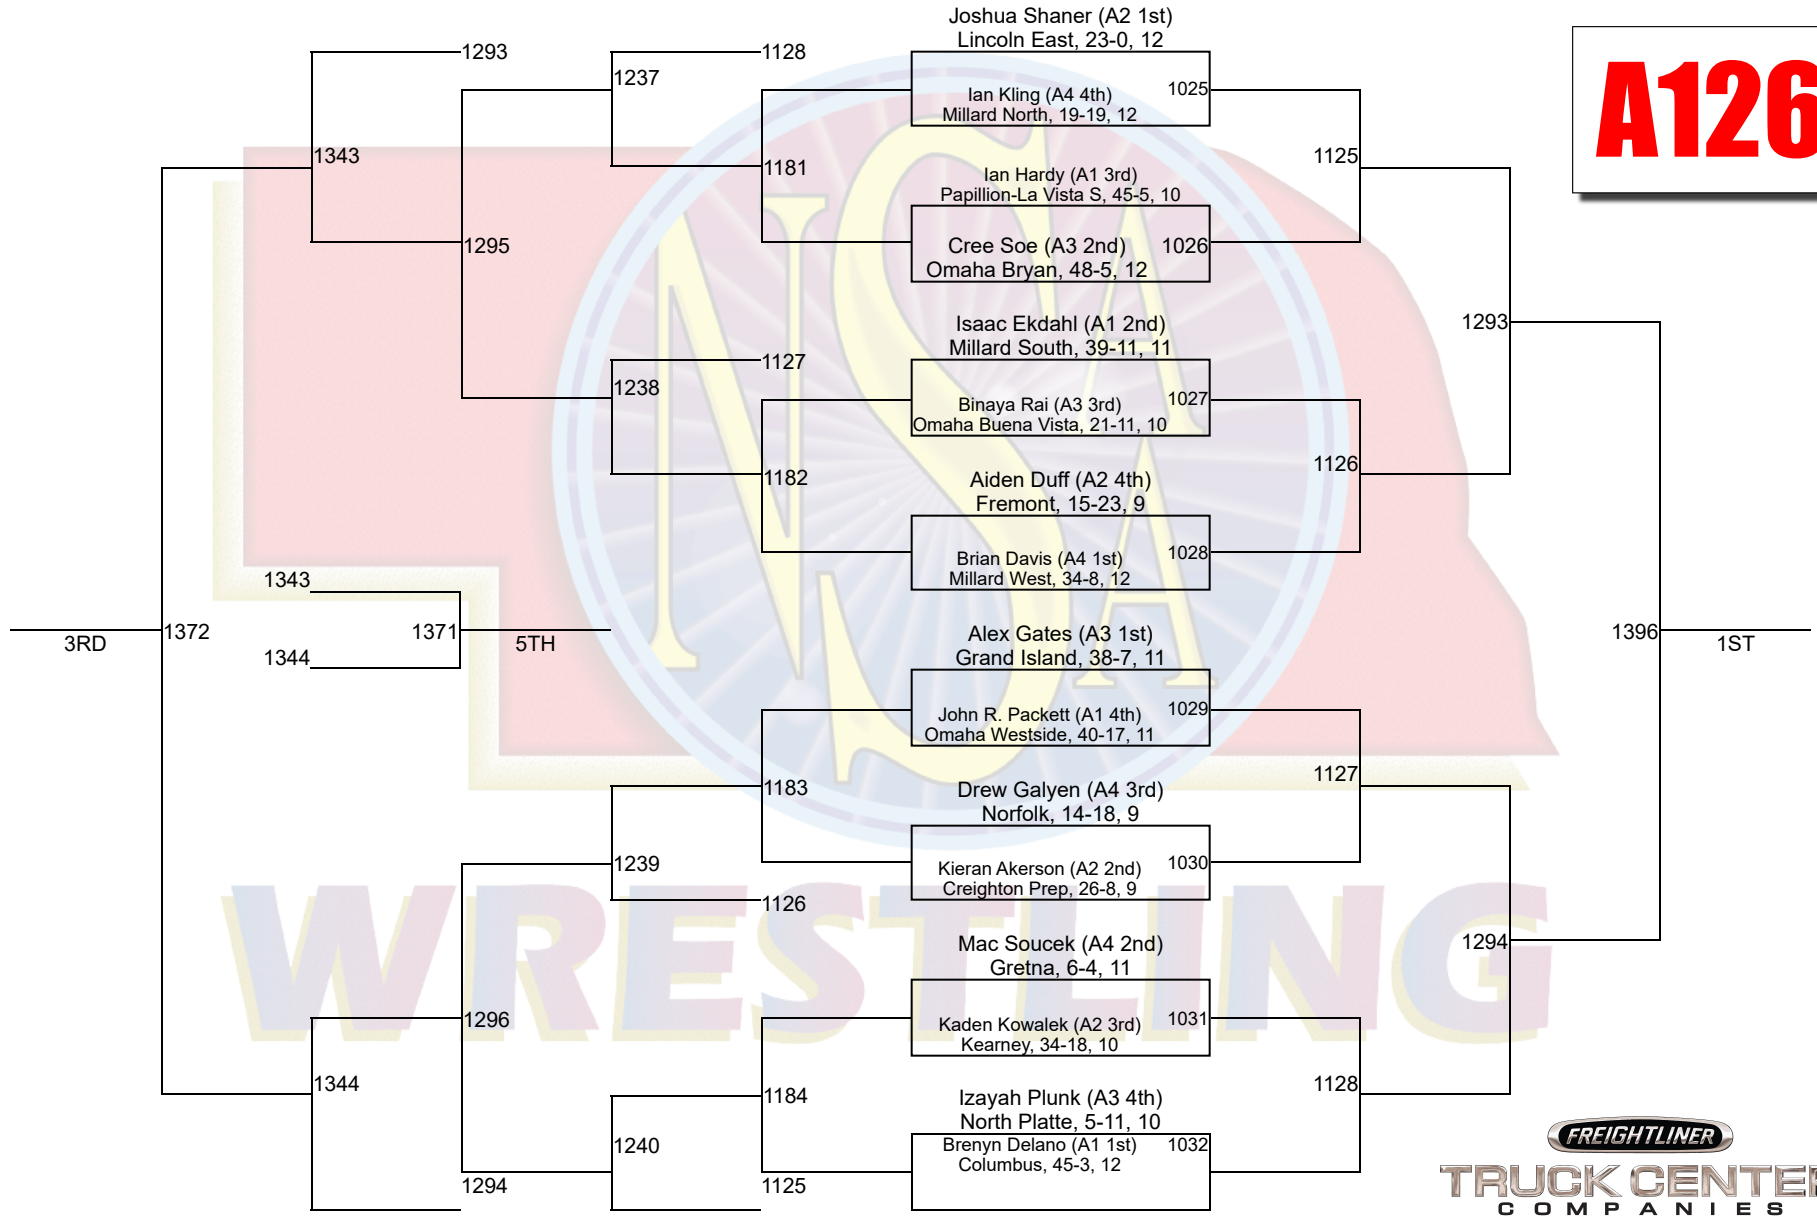 Joshua Shaner (A2 1st)
Lincoln East, 23-0, 12
Ian Kling (A4 4th)
Millard North, 19-19, 12
1025
Ian Hardy (A1 3rd)
Papillion-La Vista S, 45-5, 10
Cree Soe (A3 2nd)
Omaha Bryan, 48-5, 12
1026
Isaac Ekdahl (A1 2nd)
Millard South, 39-11, 11
Binaya Rai (A3 3rd)
Omaha Buena Vista, 21-11, 10
1027
Aiden Duff (A2 4th)
Fremont, 15-23, 9
Brian Davis (A4 1st)
Millard West, 34-8, 12
1028
Alex Gates (A3 1st)
Grand Island, 38-7, 11
John R. Packett (A1 4th)
Omaha Westside, 40-17, 11
1029
Drew Galyen (A4 3rd)
Norfolk, 14-18, 9
Kieran Akerson (A2 2nd)
Creighton Prep, 26-8, 9
1030
Mac Soucek (A4 2nd)
Gretna, 6-4, 11
Kaden Kowalek (A2 3rd)
Kearney, 34-18, 10
1031
Izayah Plunk (A3 4th)
North Platte, 5-11, 10
Brenyn Delano (A1 1st)
Columbus, 45-3, 12
1032
1125
1126
1127
1128
1293
1294
1396
1ST
1128
1181
1127
1182
1183
1126
1184
1125
1237
1238
1239
1240
1293
1295
1296
1294
1343
1344
1343
1344
1371
5TH
1372
3RD
A126
NSAA
WRESTLING
FREIGHTLINER
TRUCK CENTER
COMPANIES